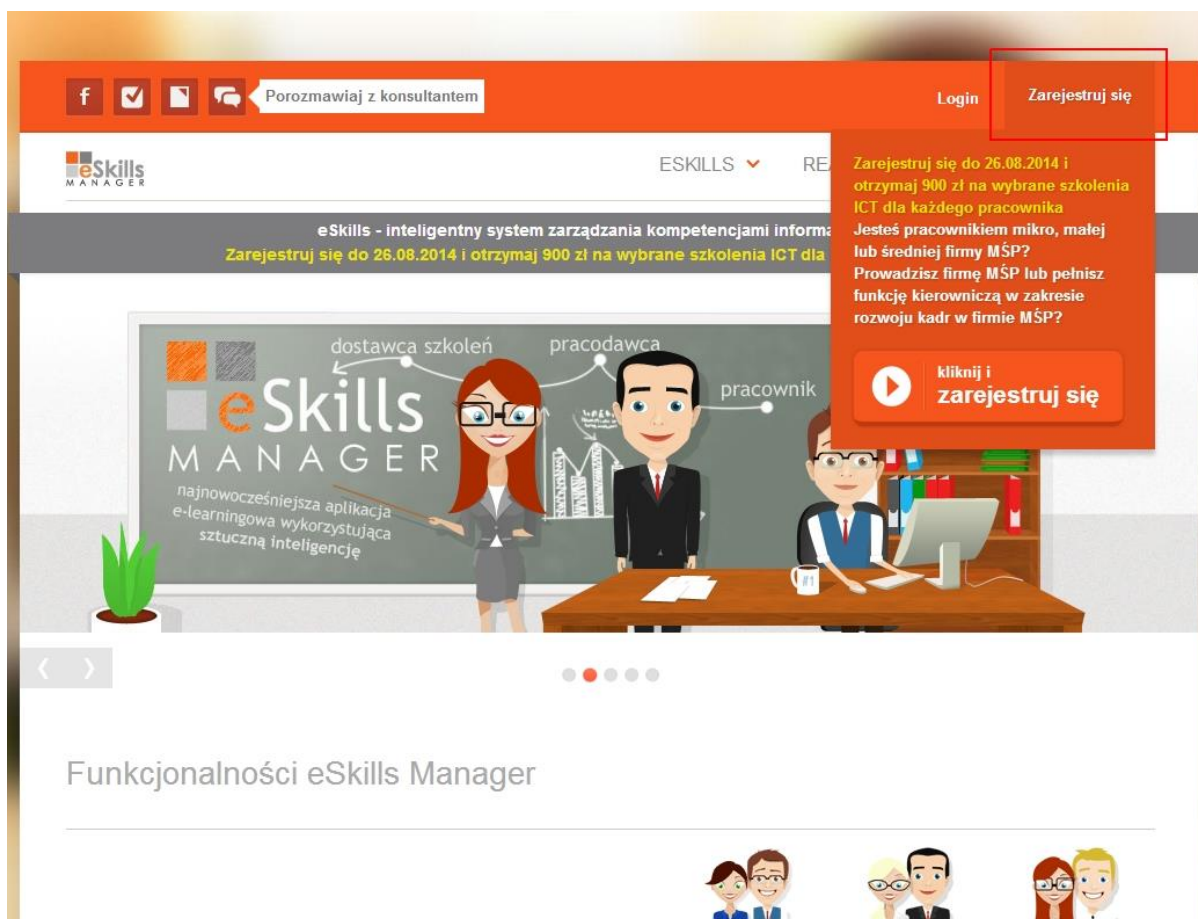 f
Porozmawiaj z konsultantem
Login
Zarejestruj się
eSkills
MANAGER
ESKILLS
RE
Zarejestruj się do 26.08.2014 i
otrzymaj 900 zł na wybrane szkolenia
ICT dla każdego pracownika
Jesteś pracownikiem mikro, małej
lub średniej firmy MŚP?
Prowadzisz firmę MŚP lub pełnisz
funkcję kierowniczą w zakresie
rozwoju kadr w firmie MŚP?
kliknij i
zarejestruj się
eSkills - inteligentny system zarządzania kompetencjami informa
Zarejestruj się do 26.08.2014 i otrzymaj 900 zł na wybrane szkolenia ICT dla
dostawca szkoleń
pracodawca
pracownik
eSkills
MANAGER
najnowocześniejsza aplikacja
e-learningowa wykorzystująca
sztuczną inteligencję
#1
Funkcjonalności eSkills Manager